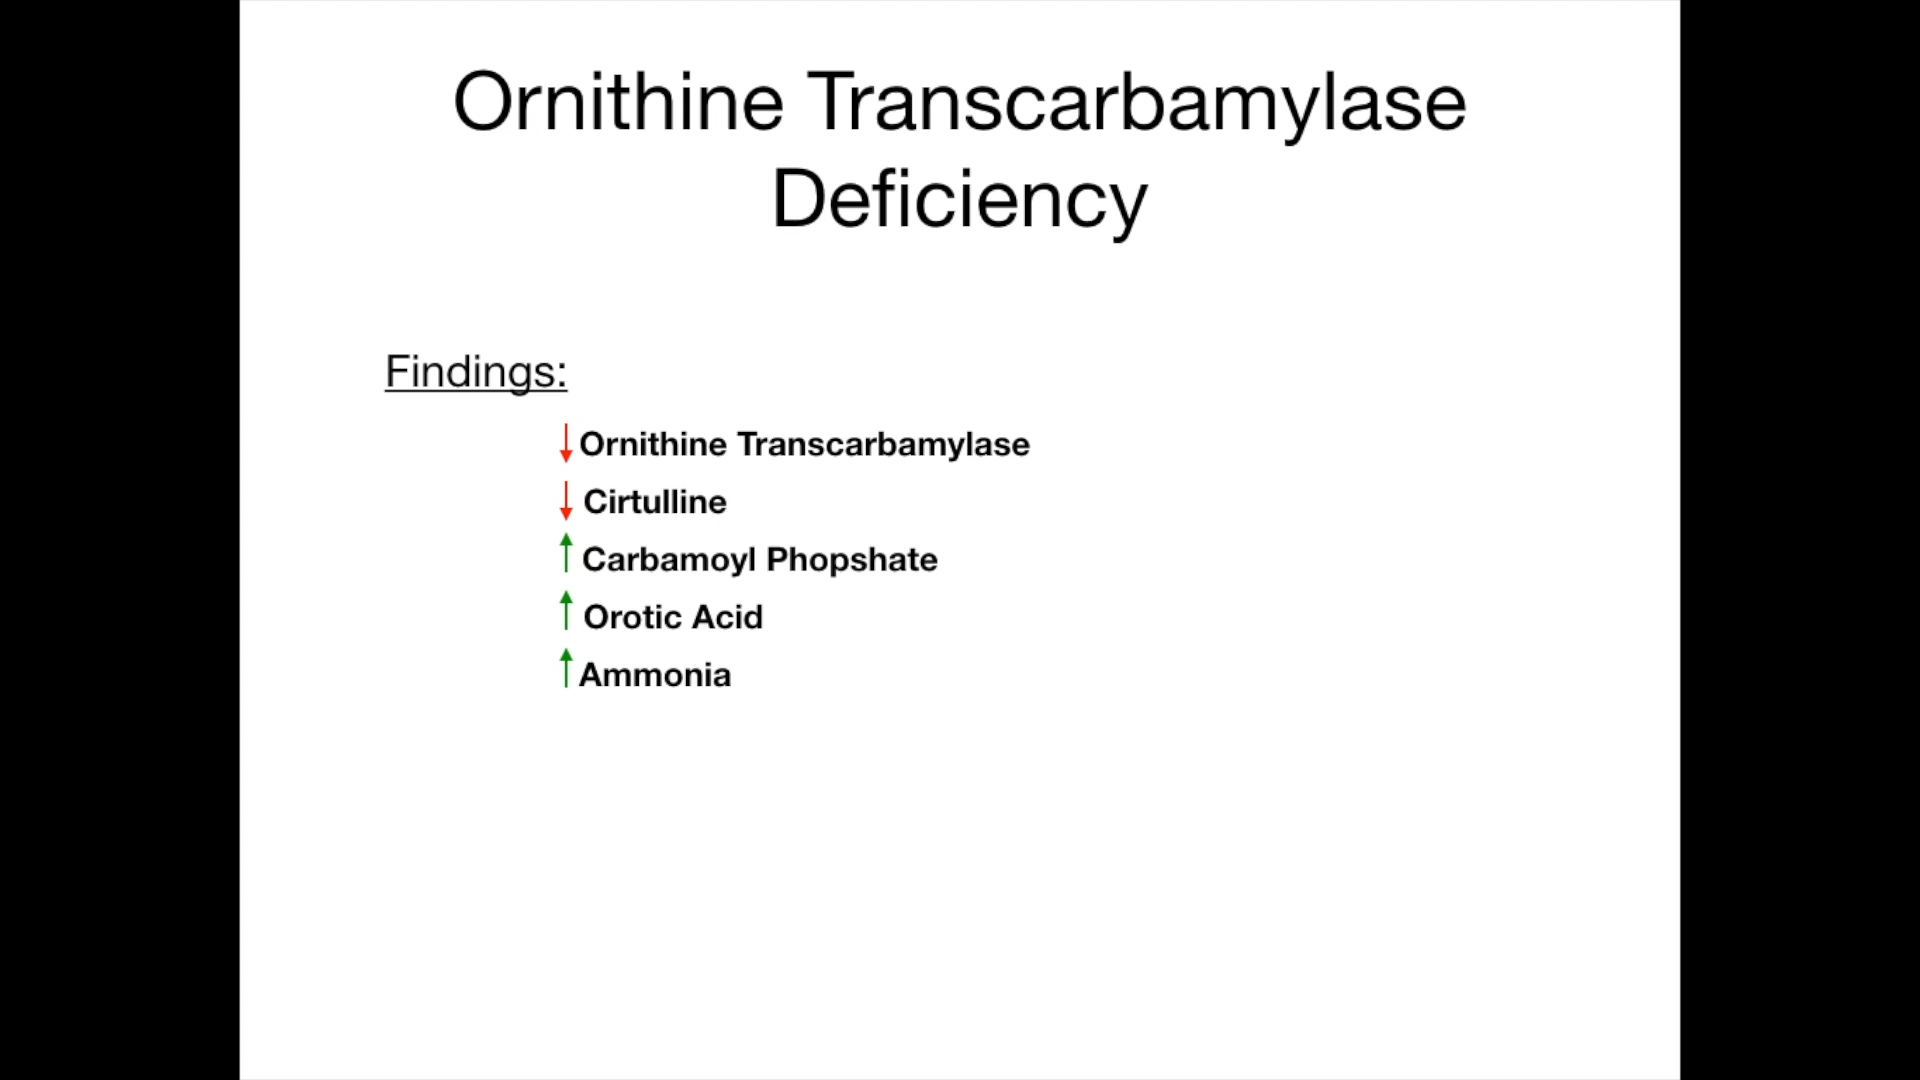 Ornithine Transcarbamylase
Deficiency
Findings:
↓ Ornithine Transcarbamylase
↓ Cirtulline
↑ Carbamoyl Phopshate
↑ Orotic Acid
↑ Ammonia